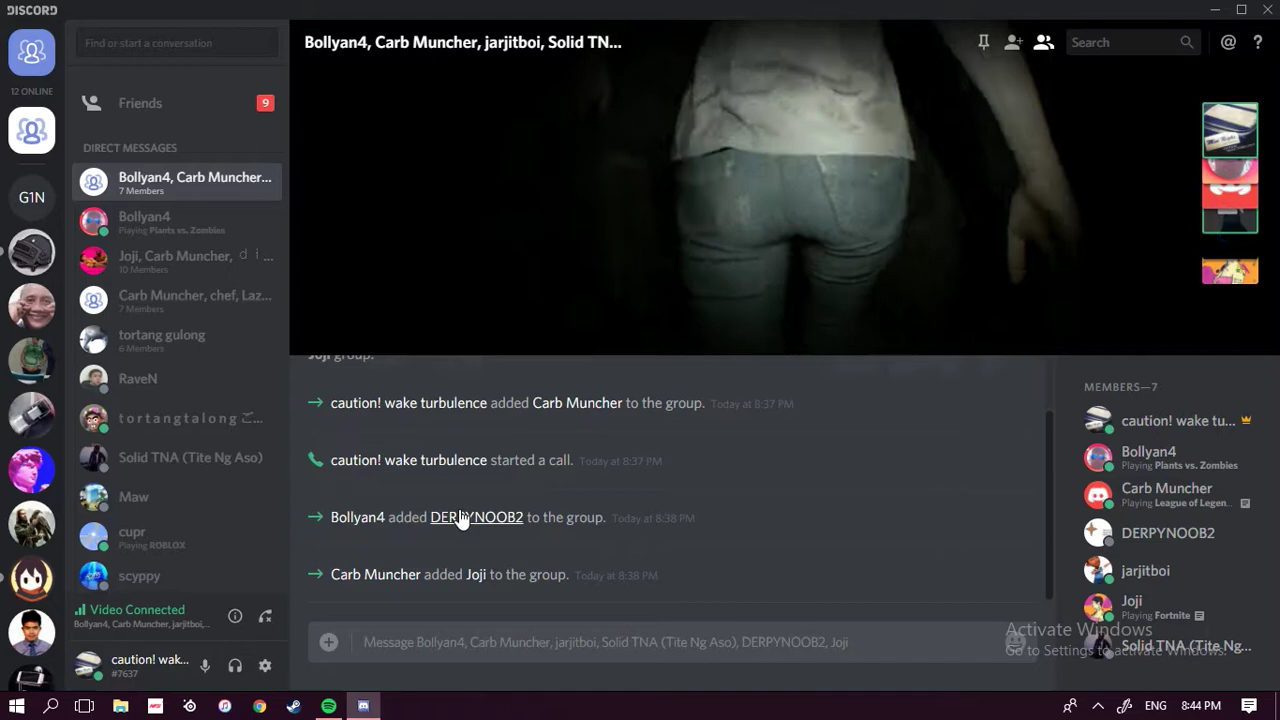 DISCORD
Find or start a conversation
Bollyan4, Carb Muncher, jarjitboi, Solid TN...
Search
12 ONLINE
Friends
9
DIRECT MESSAGES
Bollyan4, Carb Muncher...
7 Members
G1N
Bollyan4
Playing Plants vs. Zombies
Joji, Carb Muncher, d i ...
10 Members
Carb Muncher, chef, Laz...
7 Members
tortang gulong
6 Members
RaveN
t o r t a n g t a l o n g ご...
Solid TNA (Tite Ng Aso)
Maw
cupr
Playing ROBLOX
scyppy
Video Connected
Bollyan4, Carb Muncher, jarjitboi,...
caution! wak...
#7637
Joji group.
caution! wake turbulence added Carb Muncher to the group. Today at 8:37 PM
caution! wake turbulence started a call. Today at 8:37 PM
Bollyan4 added DERPYNOOB2 to the group. Today at 8:38 PM
Carb Muncher added Joji to the group. Today at 8:38 PM
Message Bollyan4, Carb Muncher, jarjitboi, Solid TNA (Tite Ng Aso), DERPYNOOB2, Joji
MEMBERS—7
caution! wake tu...
Bollyan4
Playing Plants vs. Zombies
Carb Muncher
Playing League of Legen...
DERPYNOOB2
jarjitboi
Joji
Playing Fortnite
Solid TNA (Tite Ng...
Activate Windows
Go to Settings to activate Windows.
ENG
8:44 PM